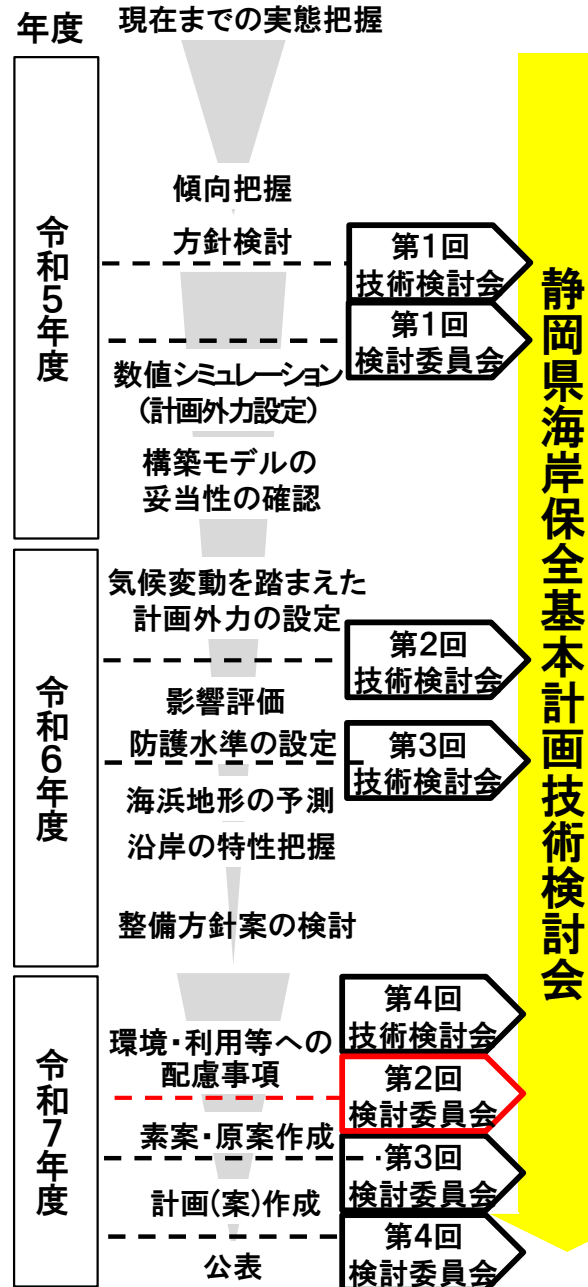 年度
現在までの実態把握
令和5年度
傾向把握
方針検討
第1回
技術検討会
第1回
検討委員会
数値シミュレーション
(計画外力設定)
構築モデルの
妥当性の確認
令和6年度
気候変動を踏まえた
計画外力の設定
第2回
技術検討会
影響評価
防護水準の設定
第3回
技術検討会
海浜地形の予測
沿岸の特性把握
整備方針案の検討
令和7年度
第4回
技術検討会
環境・利用等への
配慮事項
第2回
検討委員会
素案・原案作成
第3回
検討委員会
計画(案)作成
第4回
検討委員会
公表
静岡県海岸保全基本計画技術検討会